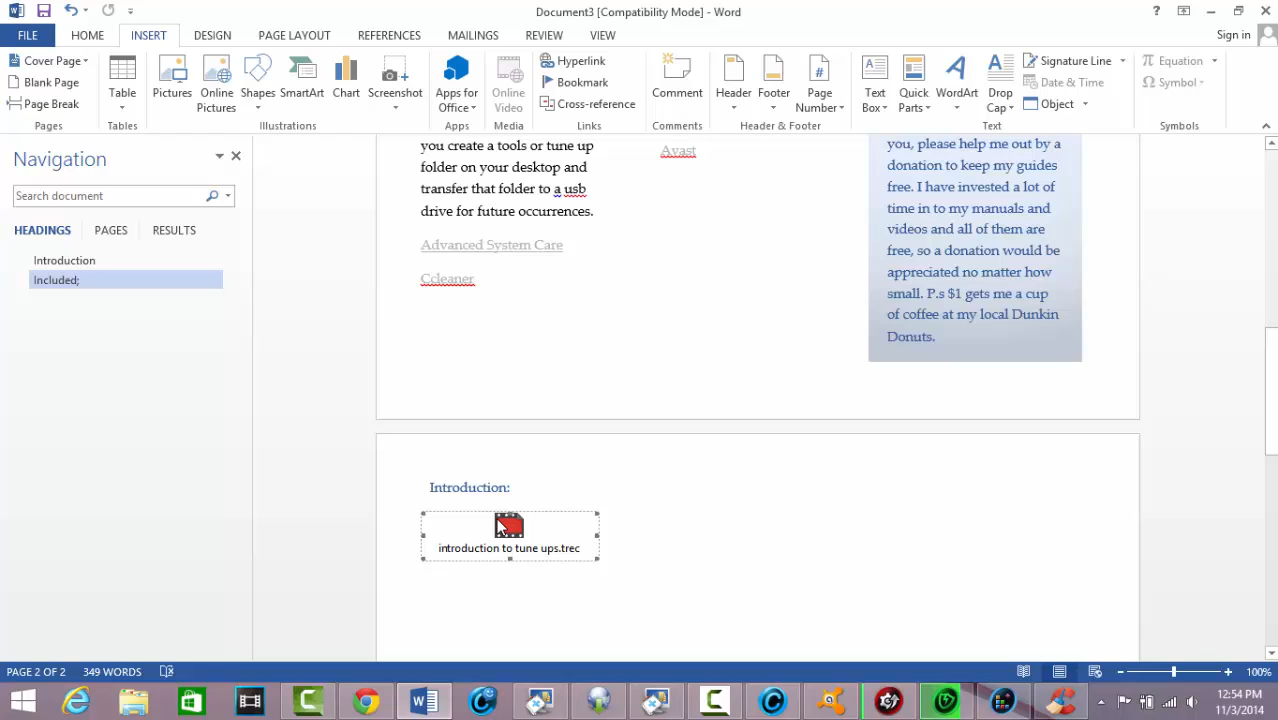 Document3 [Compatibility Mode] - Word
?
FILE HOME INSERT DESIGN PAGE LAYOUT REFERENCES MAILINGS REVIEW VIEW Sign in
Cover Page
Blank Page
Page Break
Pages
Table
Tables
Pictures
Online Pictures
Shapes
SmartArt
Chart
Screenshot
Illustrations
Apps for Office
Apps
Online Video
Media
Hyperlink
Bookmark
Cross-reference
Links
Comment
Comments
Header
Footer
Page Number
Header & Footer
Text Box
Quick Parts
WordArt
Drop Cap
Signature Line
Date & Time
Object
Text
Equation
Symbol
Symbols
Navigation
Search document
HEADINGS PAGES RESULTS
Introduction
Included;
you create a tools or tune up
folder on your desktop and
transfer that folder to a usb
drive for future occurrences.
Advanced System Care
Ccleaner
Avast
you, please help me out by a
donation to keep my guides
free. I have invested a lot of
time in to my manuals and
videos and all of them are
free, so a donation would be
appreciated no matter how
small. P.s $1 gets me a cup
of coffee at my local Dunkin
Donuts.
Introduction:
introduction to tune ups.trec
PAGE 2 OF 2 349 WORDS
100%
12:54 PM
11/3/2014